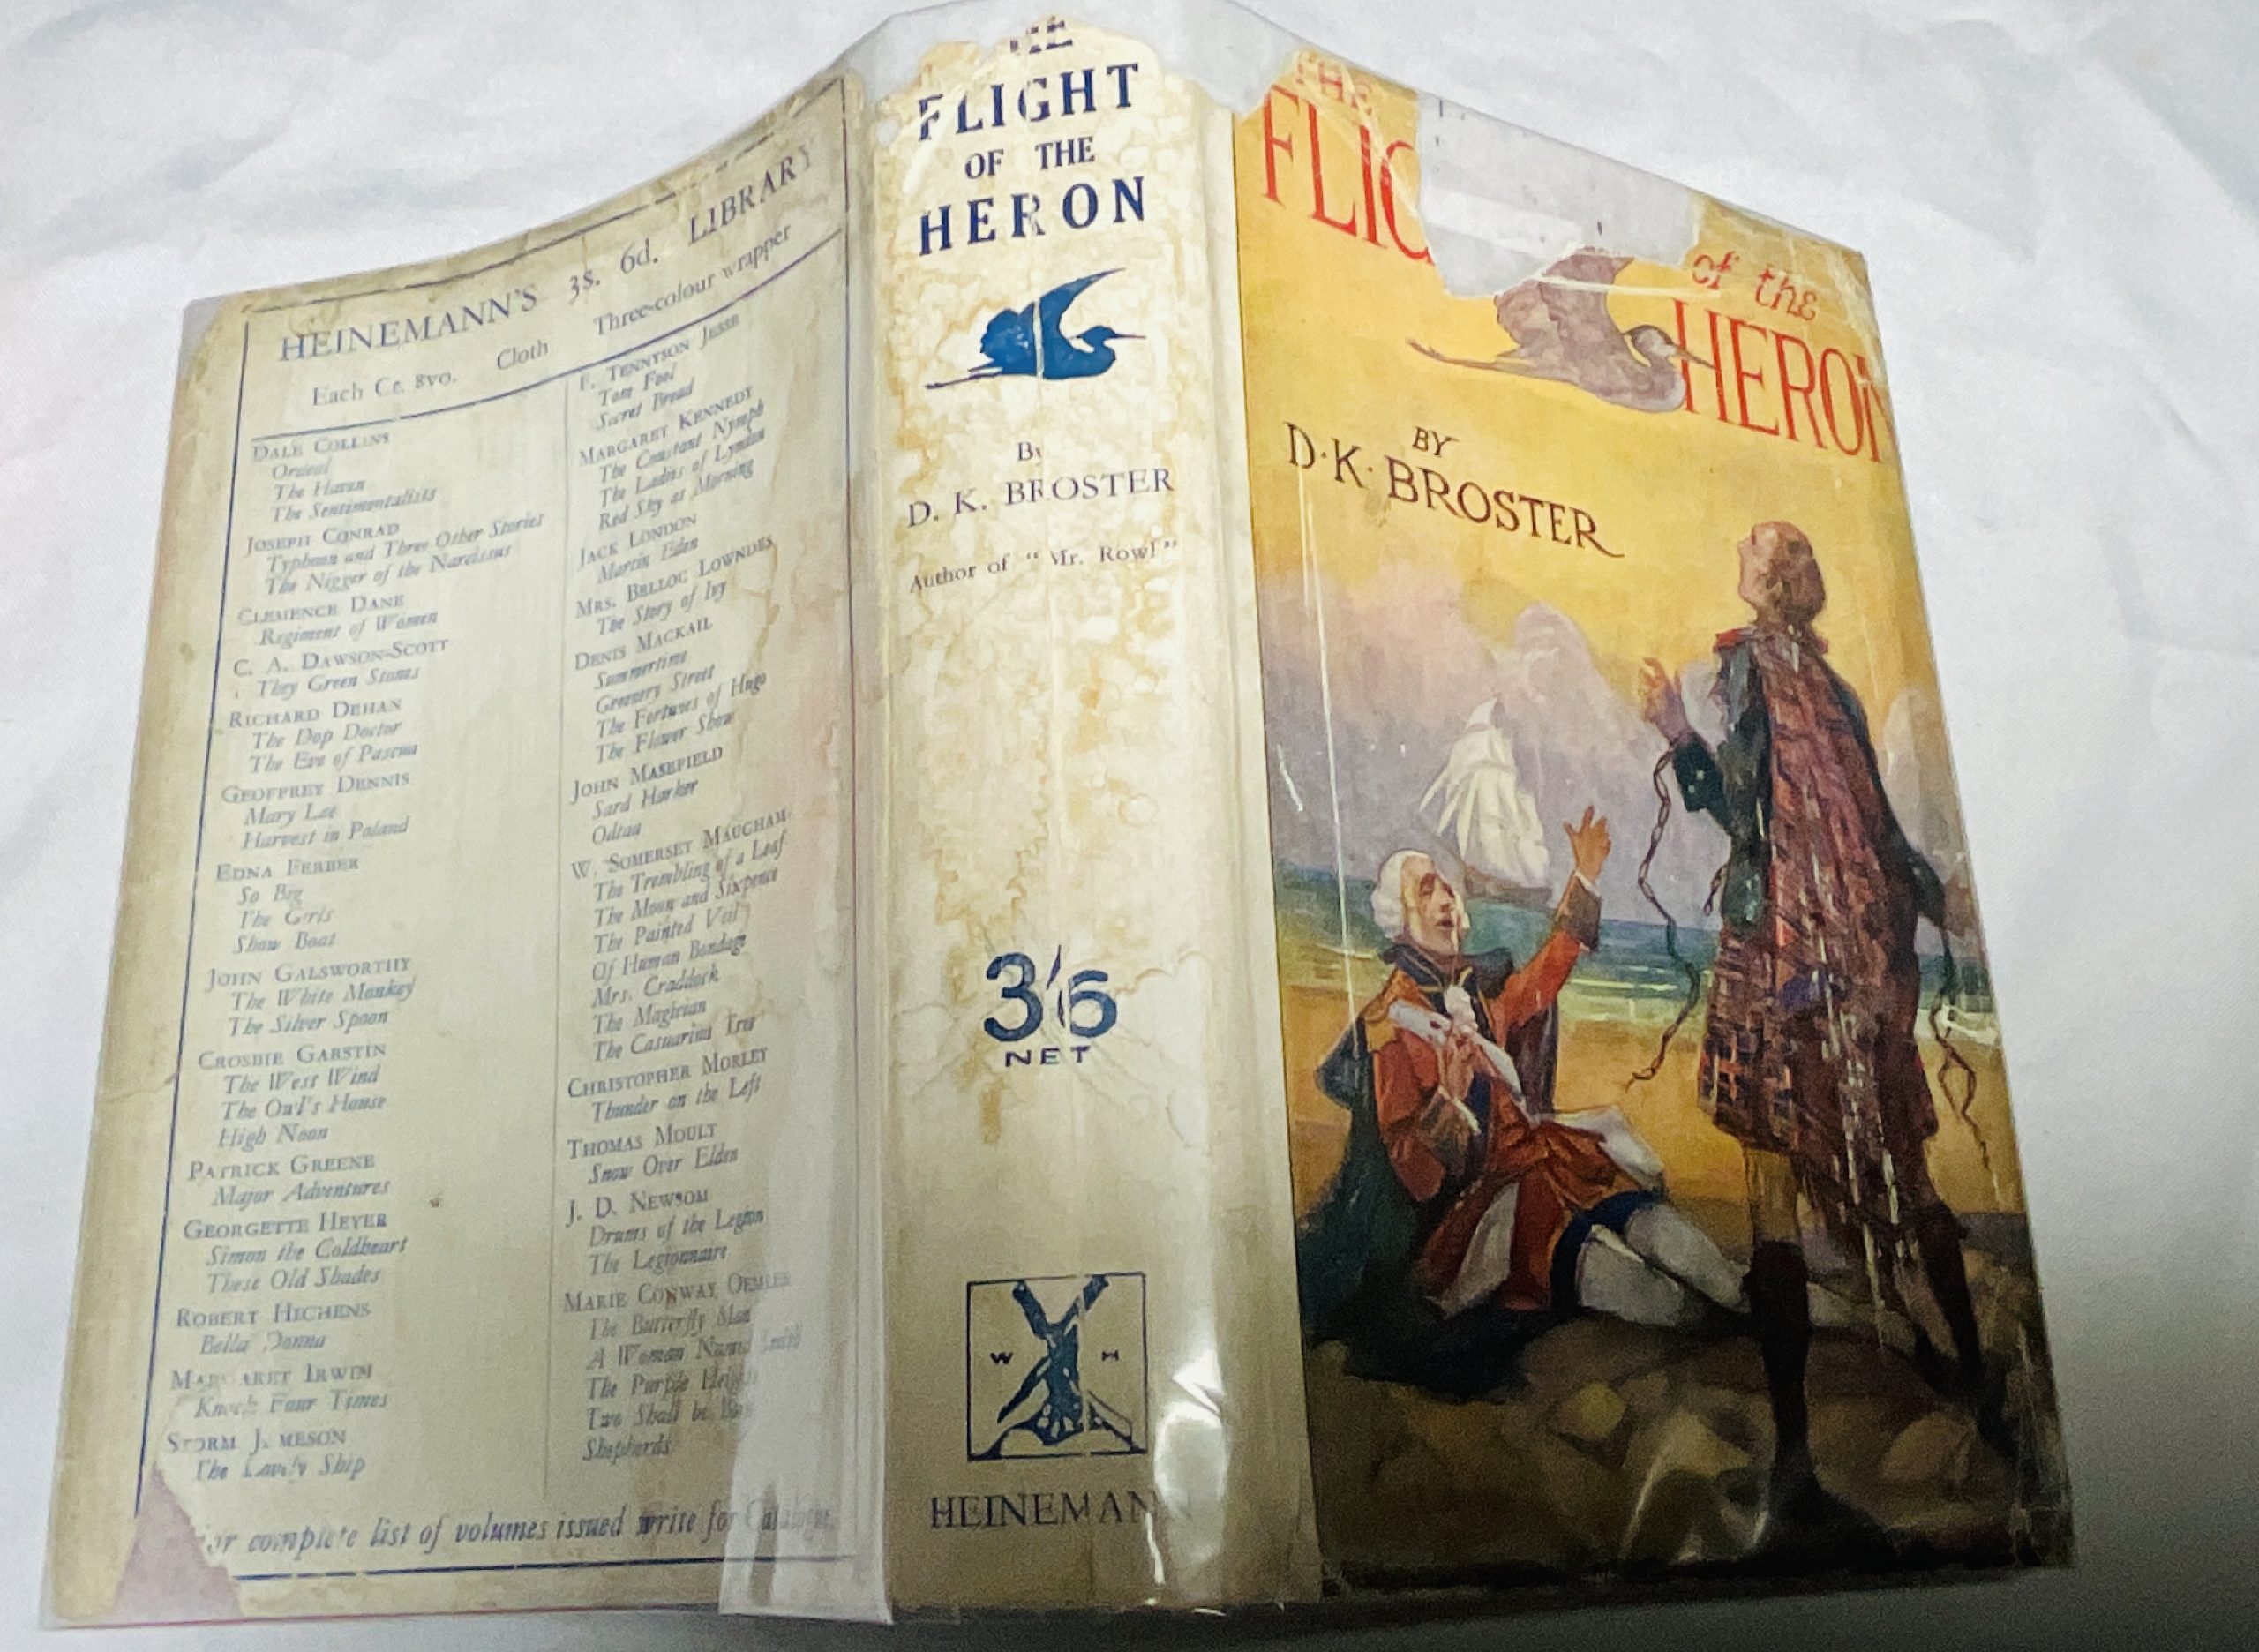 HEINEMANN'S 3s. 6d. LIBRARY
Each Cr. 8vo. Cloth Three-colour wrapper
DALE COLLINS
Ordeal
The Haven
The Sentimentalists
JOSEPH CONRAD
Typhoon and Three Other Stories
The Nigger of the Narcissus
CLEMENCE DANE
Regiment of Women
C. A. DAWSON-SCOTT
They Green Stones
RICHARD DEHAN
The Dop Doctor
The Eve of Pascua
GEOFFREY DENNIS
Mary Lee
Harvest in Poland
EDNA FERBER
So Big
The Girls
Show Boat
JOHN GALSWORTHY
The White Monkey
The Silver Spoon
CROSBIE GARSTIN
The West Wind
The Owl's House
High Noon
PATRICK GREENE
Major Adventures
GEORGETTE HEYER
Simon the Coldheart
These Old Shades
ROBERT HICHENS
Bella Donna
MARGARET IRWIN
Knock Four Times
STORM JAMESON
The Lovely Ship
F. TENNYSON JESSE
Tom Fool
Secret Bread
MARGARET KENNEDY
The Constant Nymph
The Ladies of Lyndon
Red Sky at Morning
JACK LONDON
Martin Eden
MRS. BELLOC LOWNDES
The Story of Ivy
DENIS MACKAIL
Summertime
Greenery Street
The Fortunes of Hugo
The Flower Show
JOHN MASEFIELD
Sard Harker
Odtaa
W. SOMERSET MAUGHAM
The Trembling of a Leaf
The Moon and Sixpence
The Painted Veil
Of Human Bondage
Mrs. Craddock
The Magician
The Casuarina Tree
CHRISTOPHER MORLEY
Thunder on the Left
THOMAS MOULT
Snow Over Elden
J. D. NEWSOM
Drums of the Legion
The Legionnaire
MARIE CONWAY OEMLER
The Butterfly Man
A Woman Named Smith
The Purple Heights
Two Shall be Born
Shepherds
complete list of volumes issued write for Catalogue.
HE
FLIGHT
OF THE
HERON
By
D. K. BROSTER
Author of "Mr. Rowl"
3/6
NET
W H
HEINEMAN
THE
FLIG
of the
HERON
BY
D·K·BROSTER